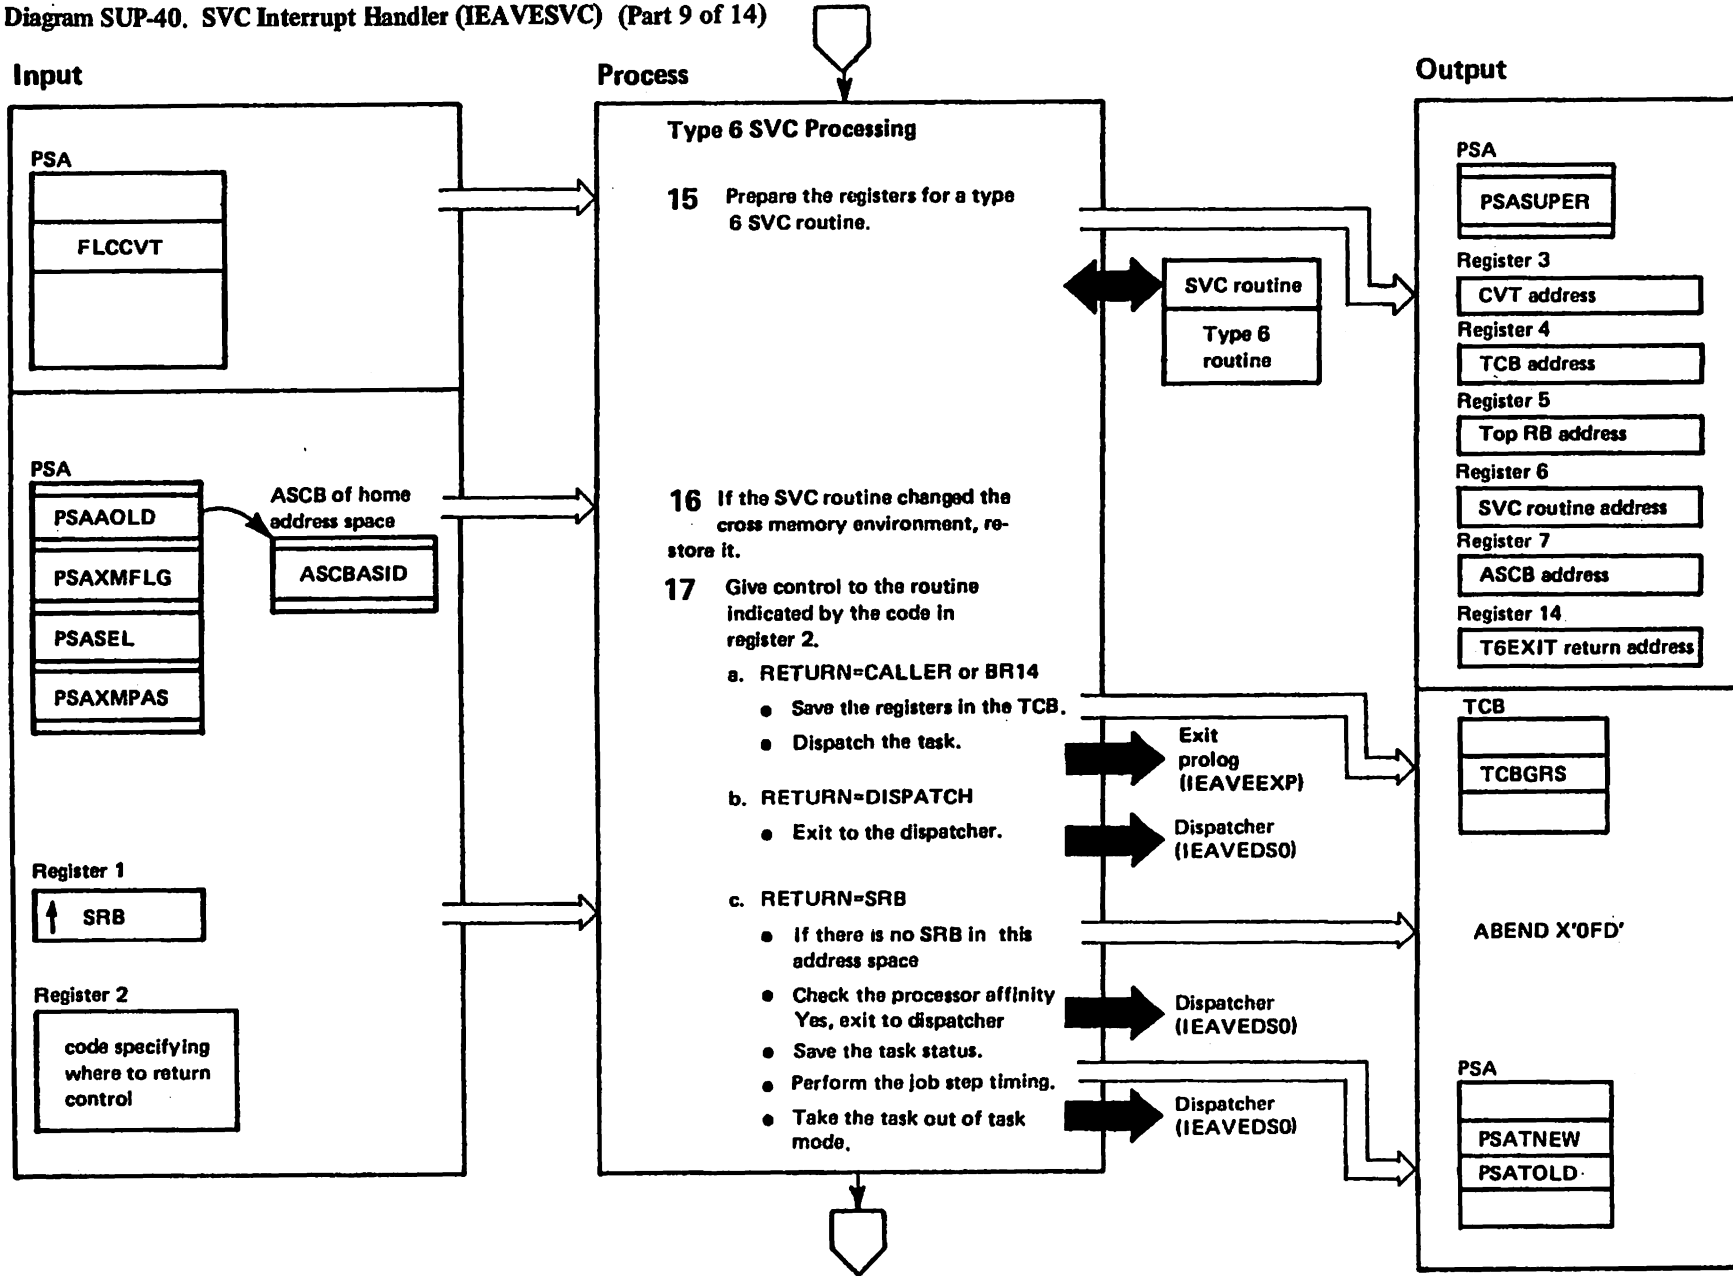 Diagram SUP-40. SVC Interrupt Handler (IEAVESVC) (Part 9 of 14)
Input
PSA
FLCCVT
PSA
PSAAOLD
PSAXMFLG
PSASEL
PSAXMPAS
ASCB of home
address space
ASCBASID
Register 1
SRB
Register 2
code specifying
where to return
control
Process
Type 6 SVC Processing
15 Prepare the registers for a type
6 SVC routine.
SVC routine
Type 6
routine
16 If the SVC routine changed the
cross memory environment, re-
store it.
17 Give control to the routine
indicated by the code in
register 2.
a. RETURN=CALLER or BR14
• Save the registers in the TCB.
• Dispatch the task.
Exit
prolog
(IEAVEEXP)
b. RETURN=DISPATCH
• Exit to the dispatcher.
Dispatcher
(IEAVEDS0)
c. RETURN=SRB
• If there is no SRB in this
address space
• Check the processor affinity
Yes, exit to dispatcher
Dispatcher
(IEAVEDS0)
• Save the task status.
• Perform the job step timing.
• Take the task out of task
mode.
Dispatcher
(IEAVEDS0)
Output
PSA
PSASUPER
Register 3
CVT address
Register 4
TCB address
Register 5
Top RB address
Register 6
SVC routine address
Register 7
ASCB address
Register 14
T6EXIT return address
TCB
TCBGRS
ABEND X'0FD'
PSA
PSATNEW
PSATOLD